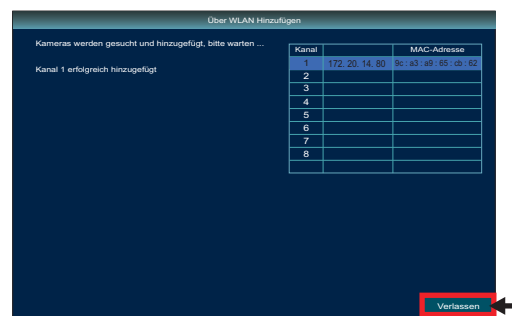 Über WLAN Hinzufügen
Kameras werden gesucht und hinzugefügt, bitte warten ...
Kanal 1 erfolgreich hinzugefügt
Kanal MAC-Adresse
1 172. 20. 14. 80 9c : a3 : a9 : 65 : cb : 62
2
3
4
5
6
7
8
Verlassen